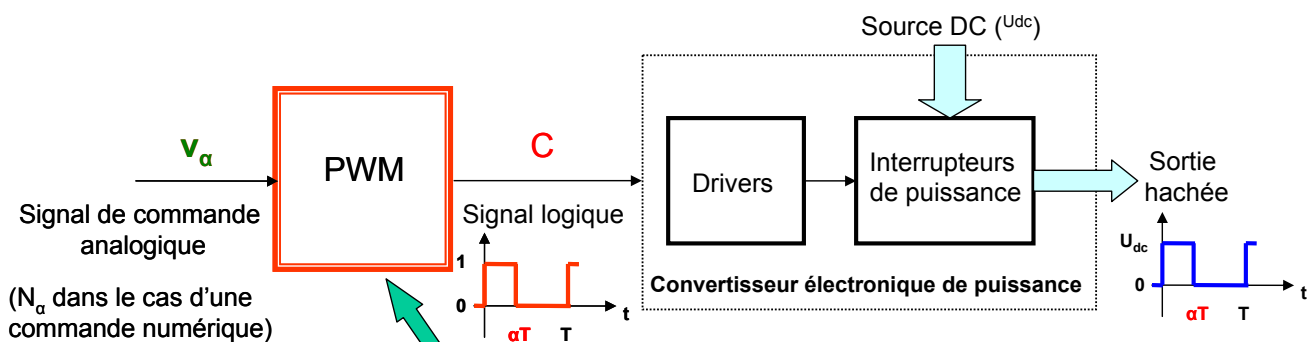 Source DC (Udc)
vα
PWM
C
Drivers
Interrupteurs
de puissance
Sortie
hachée
Signal de commande
analogique
Signal logique
(Nα dans le cas d’une
commande numérique)
1
0
αT
T
t
Convertisseur électronique de puissance
Udc
0
αT
T
t